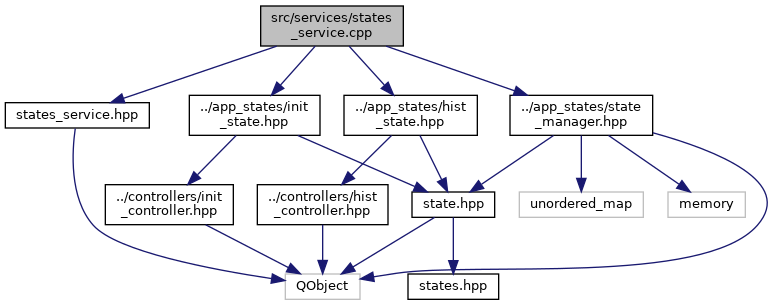 src/services/states
_service.cpp
states_service.hpp
../app_states/init
_state.hpp
../app_states/hist
_state.hpp
../app_states/state
_manager.hpp
../controllers/init
_controller.hpp
../controllers/hist
_controller.hpp
state.hpp
unordered_map
memory
QObject
states.hpp